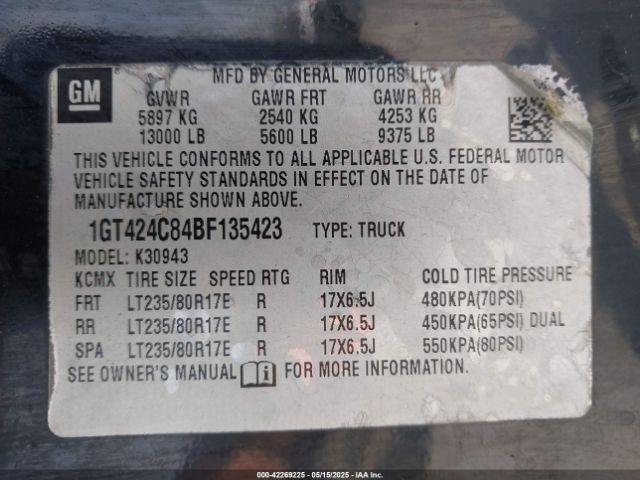 GM
MFD BY GENERAL MOTORS LLC
GVWR GAWR FRT GAWR RR
5897 KG 2540 KG 4253 KG
13000 LB 5600 LB 9375 LB
THIS VEHICLE CONFORMS TO ALL APPLICABLE U.S. FEDERAL MOTOR
VEHICLE SAFETY STANDARDS IN EFFECT ON THE DATE OF
MANUFACTURE SHOWN ABOVE.
1GT424C84BF135423 TYPE: TRUCK
MODEL: K30943
KCMX TIRE SIZE SPEED RTG RIM COLD TIRE PRESSURE
FRT LT235/80R17E R 17X6.5J 480KPA(70PSI)
RR LT235/80R17E R 17X6.5J 450KPA(65PSI) DUAL
SPA LT235/80R17E R 17X6.5J 550KPA(80PSI)
SEE OWNER'S MANUAL i FOR MORE INFORMATION.
000-42269225 - 05/15/2025 - IAAC.